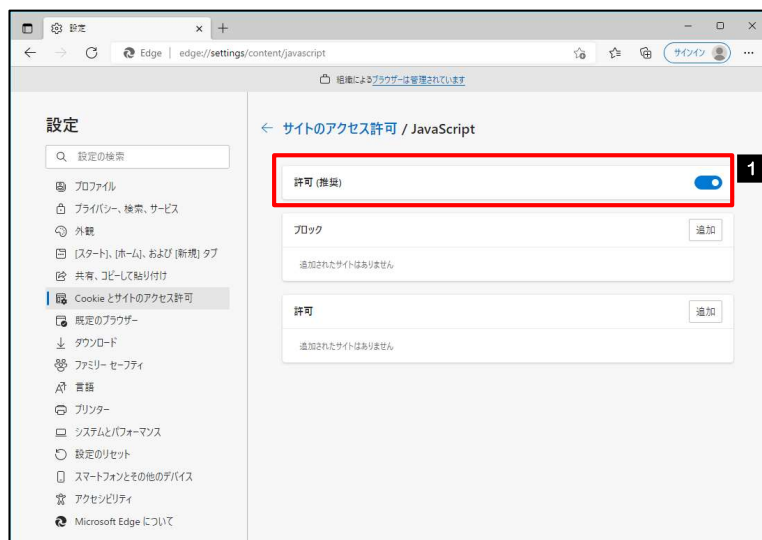 設定
Edge edge://settings/content/javascript
サインイン
組織によるブラウザーは管理されています
設定
設定の検索
プロファイル
プライバシー、検索、サービス
外観
[スタート]、[ホーム]、および [新規] タブ
共有、コピーして貼り付け
Cookie とサイトのアクセス許可
既定のブラウザー
ダウンロード
ファミリー セーフティ
言語
プリンター
システムとパフォーマンス
設定のリセット
スマートフォンとその他のデバイス
アクセシビリティ
Microsoft Edge について
サイトのアクセス許可 / JavaScript
許可 (推奨)
1
ブロック
追加
追加されたサイトはありません
許可
追加
追加されたサイトはありません